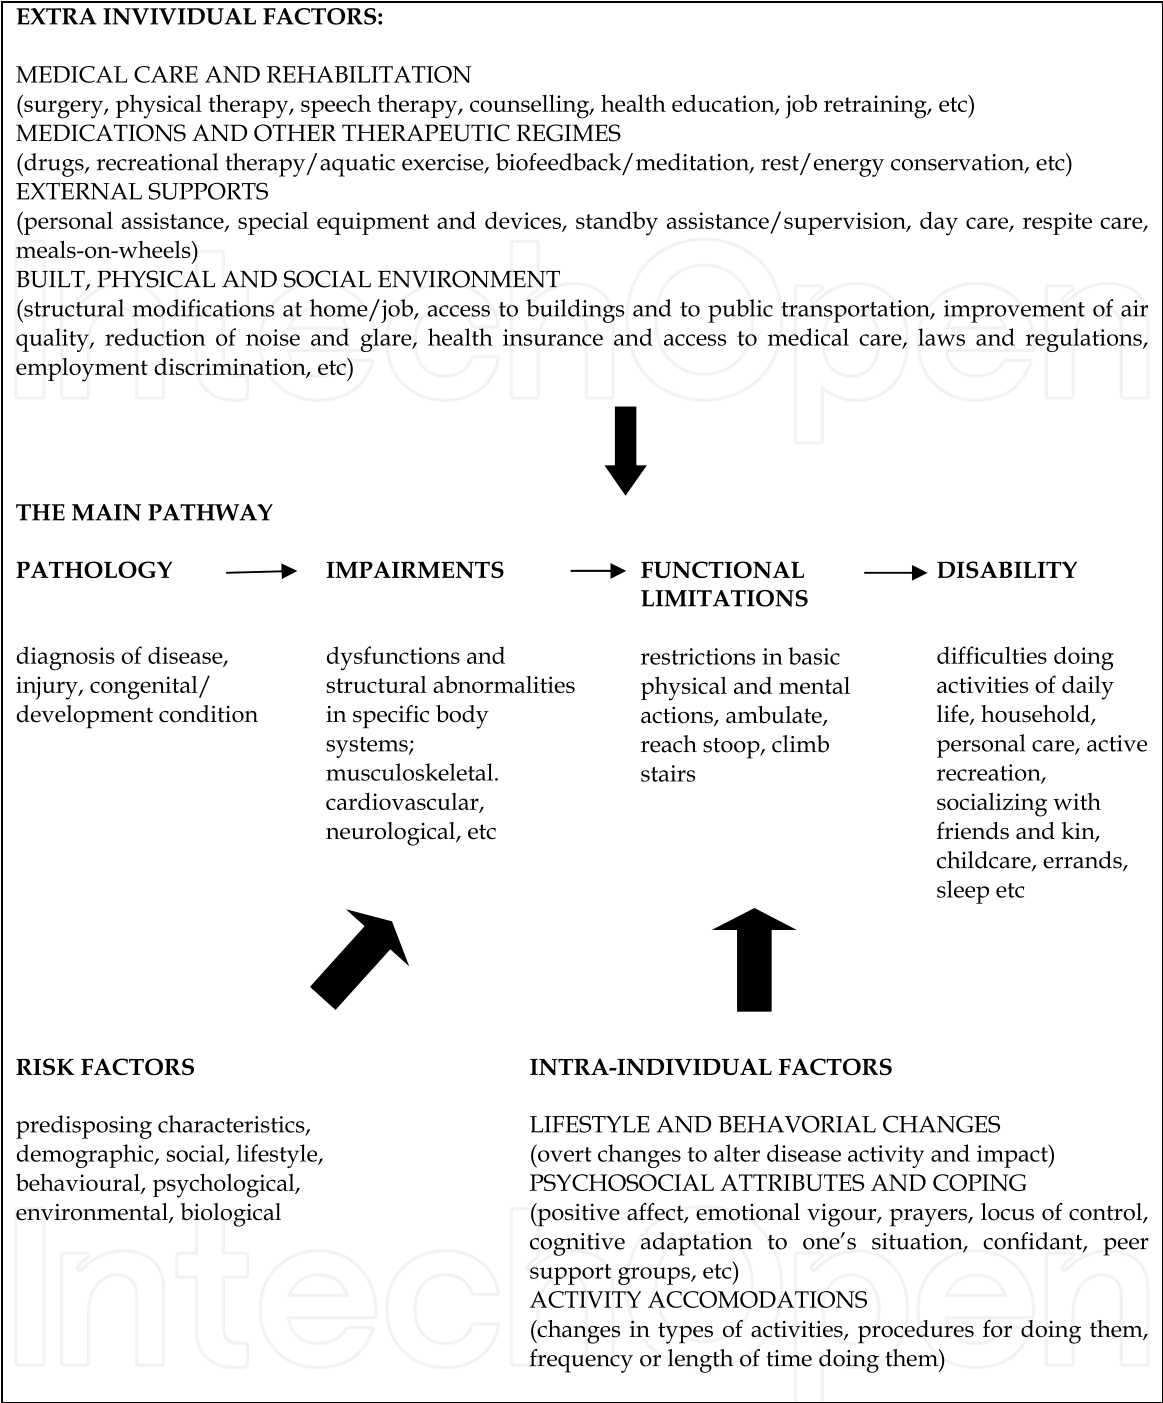 EXTRA INVIVIDUAL FACTORS:
MEDICAL CARE AND REHABILITATION
(surgery, physical therapy, speech therapy, counselling, health education, job retraining, etc)
MEDICATIONS AND OTHER THERAPEUTIC REGIMES
(drugs, recreational therapy/aquatic exercise, biofeedback/meditation, rest/energy conservation, etc)
EXTERNAL SUPPORTS
(personal assistance, special equipment and devices, standby assistance/supervision, day care, respite care,
meals-on-wheels)
BUILT, PHYSICAL AND SOCIAL ENVIRONMENT
(structural modifications at home/job, access to buildings and to public transportation, improvement of air
quality, reduction of noise and glare, health insurance and access to medical care, laws and regulations,
employment discrimination, etc)
IntechOpen
THE MAIN PATHWAY
PATHOLOGY
diagnosis of disease,
injury, congenital/
development condition
IMPAIRMENTS
dysfunctions and
structural abnormalities
in specific body
systems;
musculoskeletal.
cardiovascular,
neurological, etc
FUNCTIONAL
LIMITATIONS
restrictions in basic
physical and mental
actions, ambulate,
reach stoop, climb
stairs
DISABILITY
difficulties doing
activities of daily
life, household,
personal care, active
recreation,
socializing with
friends and kin,
childcare, errands,
sleep etc
RISK FACTORS
predisposing characteristics,
demographic, social, lifestyle,
behavioural, psychological,
environmental, biological
INTRA-INDIVIDUAL FACTORS
LIFESTYLE AND BEHAVORIAL CHANGES
(overt changes to alter disease activity and impact)
PSYCHOSOCIAL ATTRIBUTES AND COPING
(positive affect, emotional vigour, prayers, locus of control,
cognitive adaptation to one's situation, confidant, peer
support groups, etc)
ACTIVITY ACCOMODATIONS
(changes in types of activities, procedures for doing them,
frequency or length of time doing them)
IntechOpen